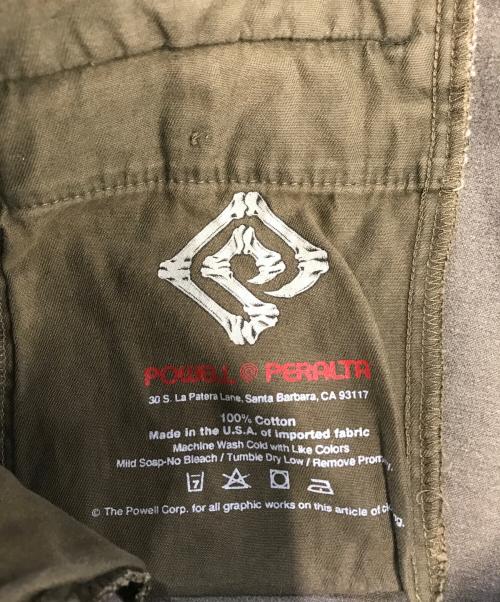 POWELL @ PERALTA
30 S. La Patera Lane, Santa Barbara, CA 93117
100% Cotton
Made in the U.S.A. of imported fabric
Machine Wash Cold with Like Colors
Mild Soap-No Bleach / Tumble Dry Low / Remove Promptly.
7
© The Powell Corp. for all graphic works on this article of clothing.